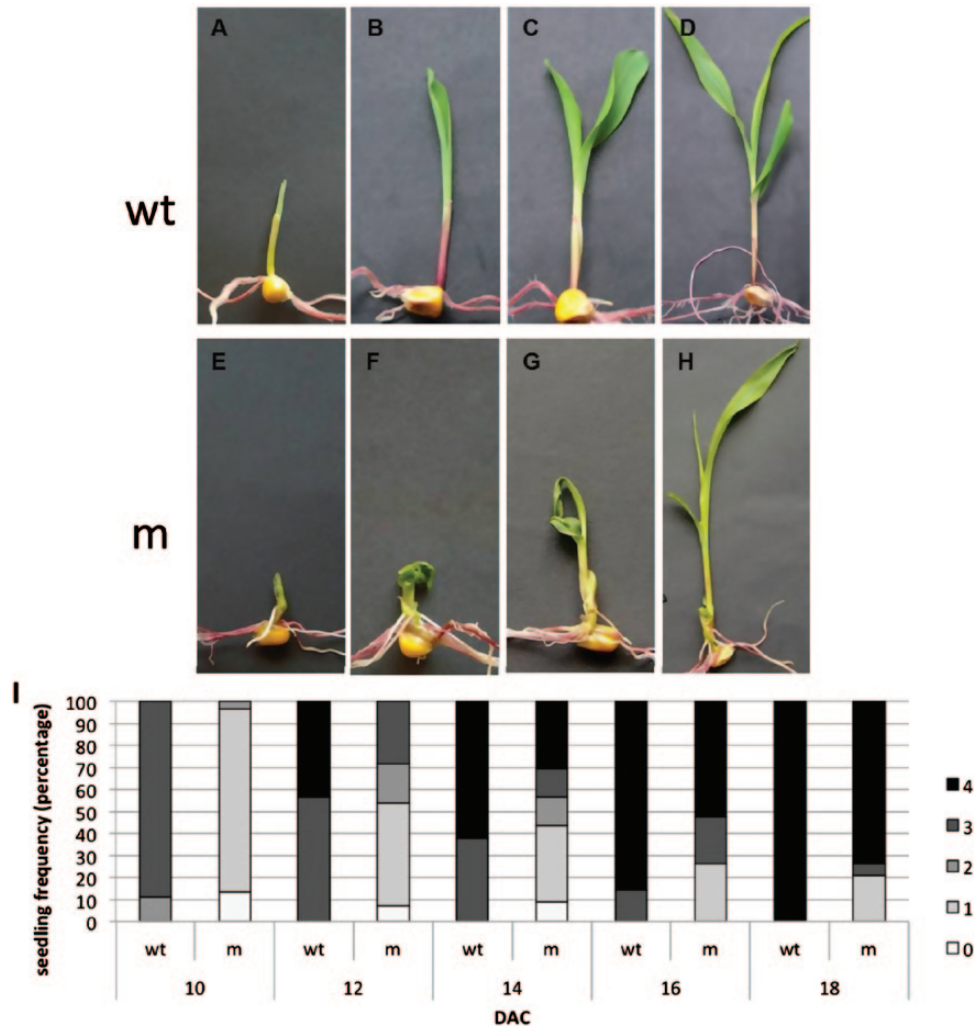 A B C D
wt
E F G H
m
I
seedling frequency (percentage)
100
90
80
70
60
50
40
30
20
10
0
4
3
2
1
0
wt m wt m wt m wt m wt m
10 12 14 16 18
DAC